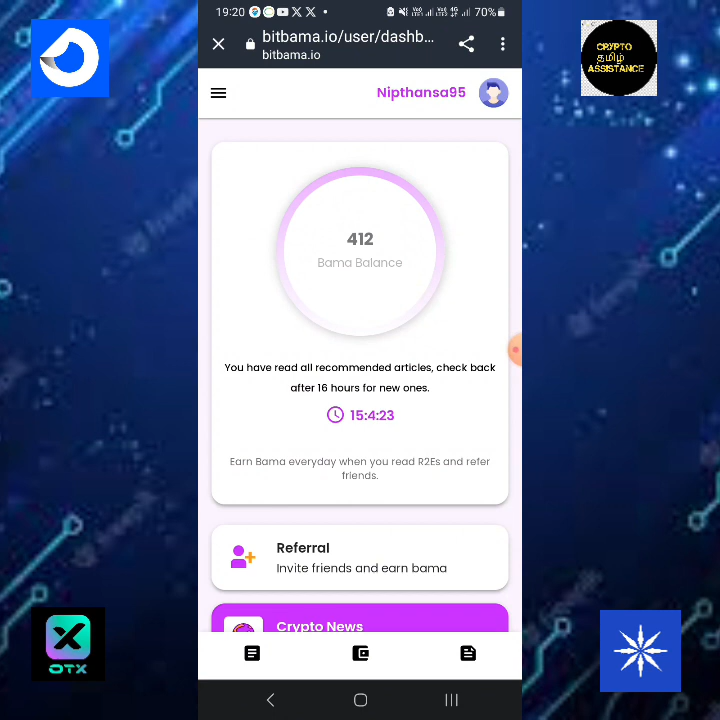 19:20
70%
bitbama.io/user/dashb...
bitbama.io
CRYPTO
தமிழ்
ASSISTANCE
Nipthansa95
412
Bama Balance
You have read all recommended articles, check back
after 16 hours for new ones.
15:4:23
Earn Bama everyday when you read R2Es and refer
friends.
Referral
Invite friends and earn bama
Crypto News
OTX